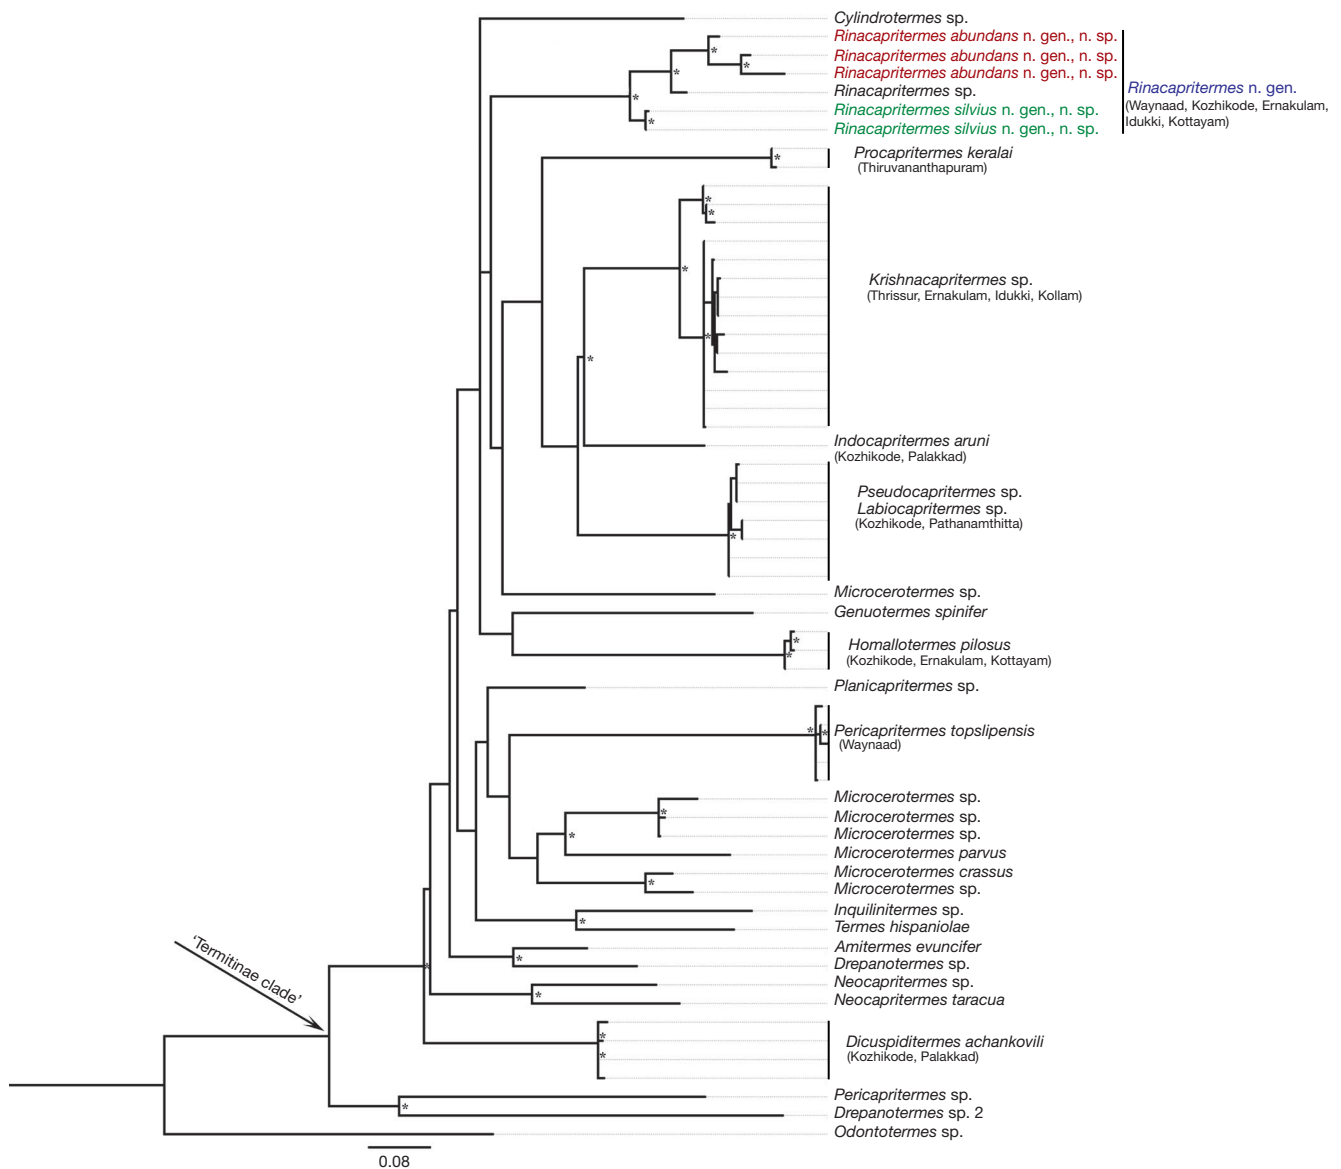 Cylindrotermes sp.
Rinacapritermes abundans n. gen., n. sp.
Rinacapritermes abundans n. gen., n. sp.
Rinacapritermes abundans n. gen., n. sp.
Rinacapritermes sp.
Rinacapritermes silvius n. gen., n. sp.
Rinacapritermes silvius n. gen., n. sp.
Rinacapritermes n. gen.
(Waynaad, Kozhikode, Ernakulam,
Idukki, Kottayam)
Procapritermes keralai
(Thiruvananthapuram)
Krishnacapritermes sp.
(Thrissur, Ernakulam, Idukki, Kollam)
Indocapritermes aruni
(Kozhikode, Palakkad)
Pseudocapritermes sp.
Labiocapritermes sp.
(Kozhikode, Pathanamthitta)
Microcerotermes sp.
Genuotermes spinifer
Homallotermes pilosus
(Kozhikode, Ernakulam, Kottayam)
Planicapritermes sp.
Pericapritermes topslipensis
(Waynaad)
Microcerotermes sp.
Microcerotermes sp.
Microcerotermes sp.
Microcerotermes parvus
Microcerotermes crassus
Microcerotermes sp.
Inquilinitermes sp.
Termes hispaniolae
Amitermes evuncifer
Drepanotermes sp.
Neocapritermes sp.
Neocapritermes taracua
'Termitinae clade'
Dicuspiditermes achankovili
(Kozhikode, Palakkad)
Pericapritermes sp.
Drepanotermes sp. 2
Odontotermes sp.
0.08